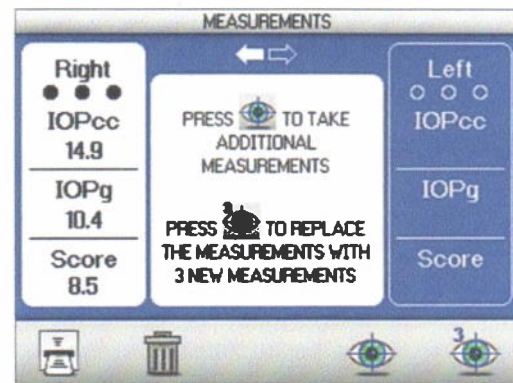 MEASUREMENTS
Right
IOPcc
14.9
IOPg
10.4
Score
8.5
PRESS TO TAKE
ADDITIONAL
MEASUREMENTS
3
PRESS TO REPLACE
THE MEASUREMENTS WITH
3 NEW MEASUREMENTS
Left
IOPcc
IOPg
Score
3